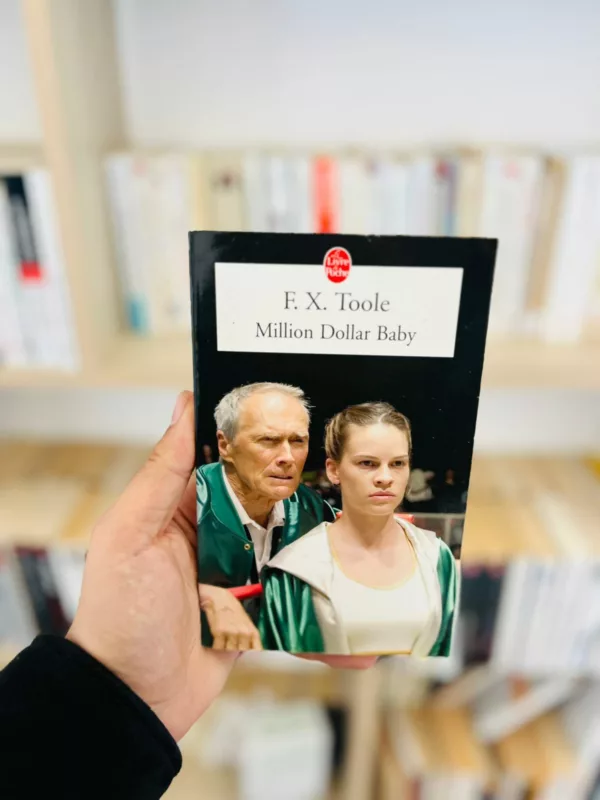 Le
Livre
de
Poche
F. X. Toole
Million Dollar Baby